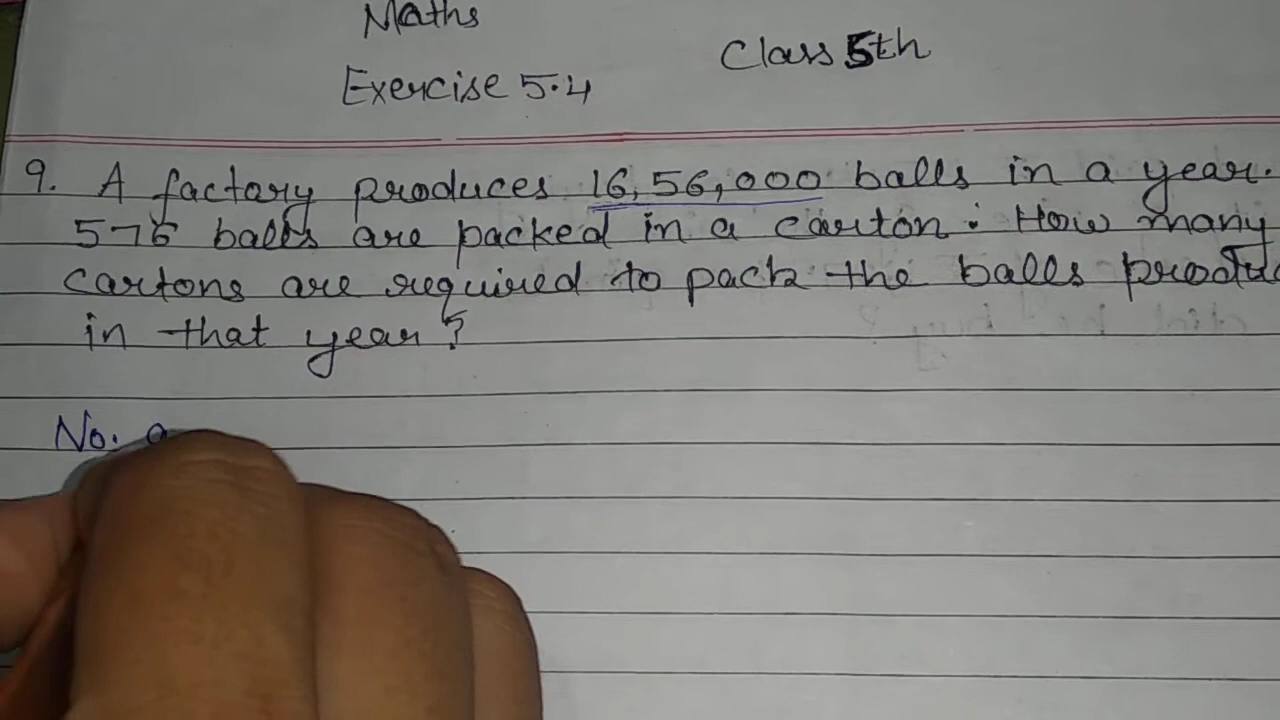 Maths
Class 5th
Exercise 5.4
9. A factory produces 16,56,000 balls in a year.
576 balls are packed in a carton. How many
cartons are required to pack the balls
in that year?
No.